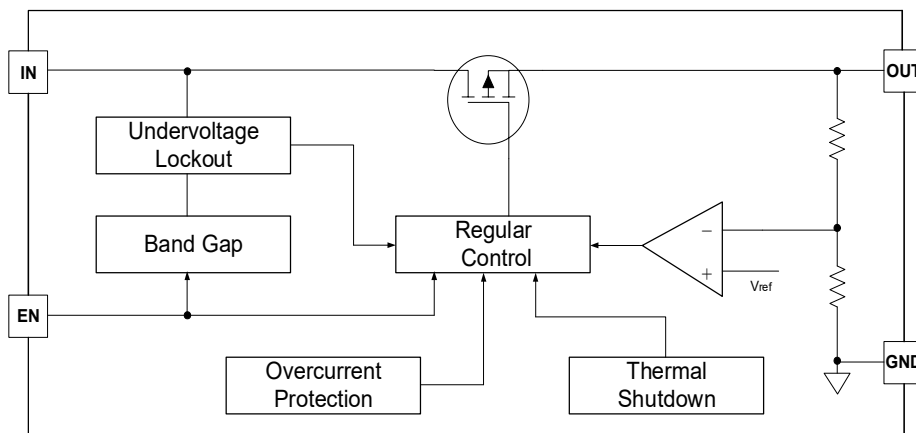 IN
OUT
Undervoltage
Lockout
Band Gap
Regular
Control
−
+
Vref
EN
Overcurrent
Protection
Thermal
Shutdown
GND